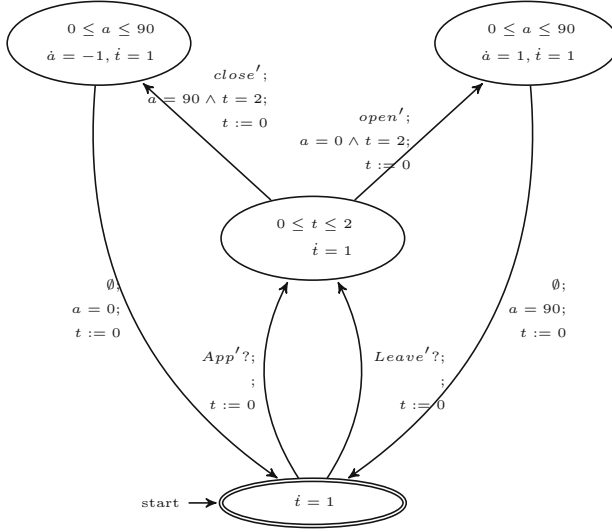 0 ≤ a ≤ 90
ȧ = −1, ṫ = 1
0 ≤ a ≤ 90
ȧ = 1, ṫ = 1
close′;
a = 90 ∧ t = 2;
t := 0
open′;
a = 0 ∧ t = 2;
t := 0
0 ≤ t ≤ 2
ṫ = 1
∅;
a = 0;
t := 0
∅;
a = 90;
t := 0
App′?;
;
t := 0
Leave′?;
;
t := 0
start
ṫ = 1